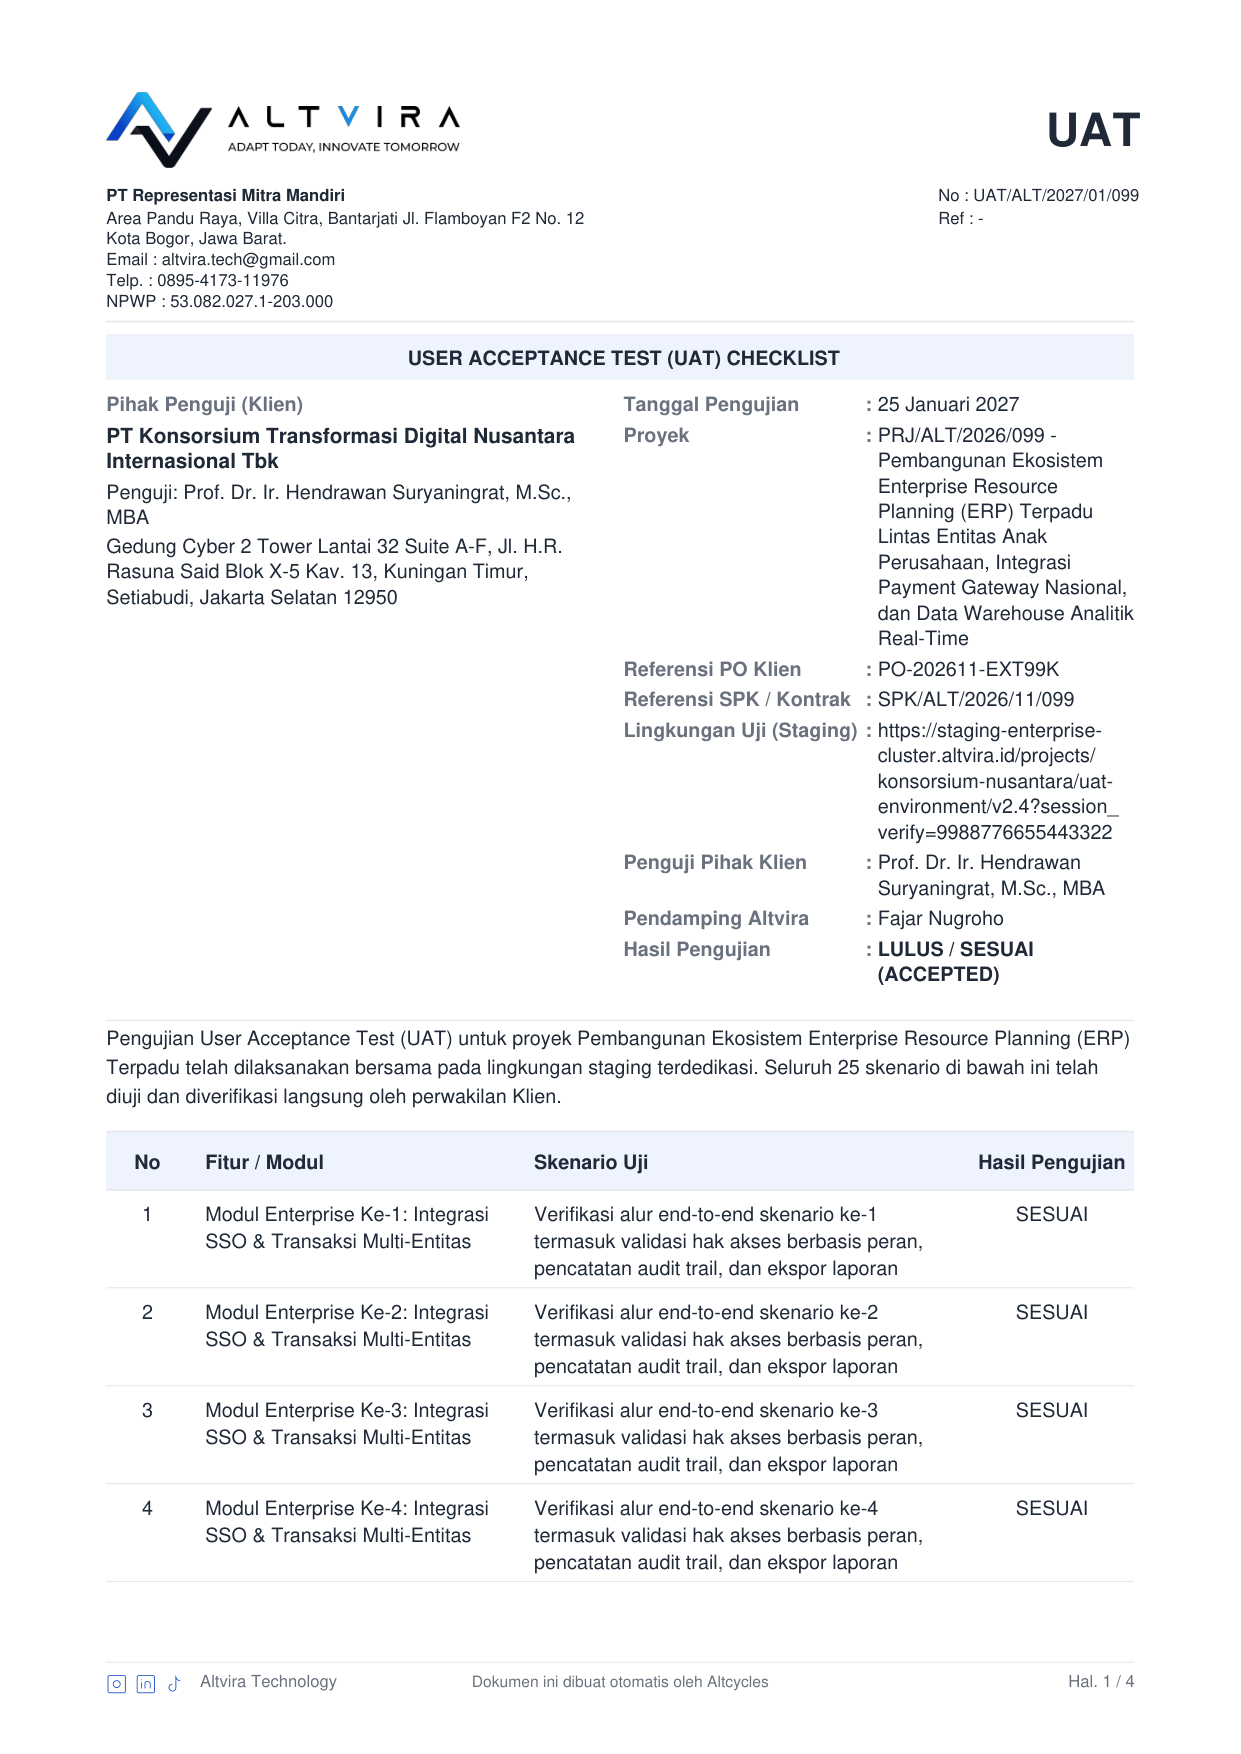 ALTVIRA
ADAPT TODAY, INNOVATE TOMORROW
UAT
PT Representasi Mitra Mandiri
Area Pandu Raya, Villa Citra, Bantarjati Jl. Flamboyan F2 No. 12
Kota Bogor, Jawa Barat.
Email : altvira.tech@gmail.com
Telp. : 0895-4173-11976
NPWP : 53.082.027.1-203.000
No : UAT/ALT/2027/01/099
Ref : -
USER ACCEPTANCE TEST (UAT) CHECKLIST
Pihak Penguji (Klien)
PT Konsorsium Transformasi Digital Nusantara
Internasional Tbk
Penguji: Prof. Dr. Ir. Hendrawan Suryaningrat, M.Sc.,
MBA
Gedung Cyber 2 Tower Lantai 32 Suite A-F, Jl. H.R.
Rasuna Said Blok X-5 Kav. 13, Kuningan Timur,
Setiabudi, Jakarta Selatan 12950
Tanggal Pengujian : 25 Januari 2027
Proyek : PRJ/ALT/2026/099 -
Pembangunan Ekosistem
Enterprise Resource
Planning (ERP) Terpadu
Lintas Entitas Anak
Perusahaan, Integrasi
Payment Gateway Nasional,
dan Data Warehouse Analitik
Real-Time
Referensi PO Klien : PO-202611-EXT99K
Referensi SPK / Kontrak : SPK/ALT/2026/11/099
Lingkungan Uji (Staging) : https://staging-enterprise-
cluster.altvira.id/projects/
konsorsium-nusantara/uat-
environment/v2.4?session_
verify=9988776655443322
Penguji Pihak Klien : Prof. Dr. Ir. Hendrawan
Suryaningrat, M.Sc., MBA
Pendamping Altvira : Fajar Nugroho
Hasil Pengujian : LULUS / SESUAI
(ACCEPTED)
Pengujian User Acceptance Test (UAT) untuk proyek Pembangunan Ekosistem Enterprise Resource Planning (ERP)
Terpadu telah dilaksanakan bersama pada lingkungan staging terdedikasi. Seluruh 25 skenario di bawah ini telah
diuji dan diverifikasi langsung oleh perwakilan Klien.
No Fitur / Modul Skenario Uji Hasil Pengujian
1 Modul Enterprise Ke-1: Integrasi Verifikasi alur end-to-end skenario ke-1 SESUAI
SSO & Transaksi Multi-Entitas termasuk validasi hak akses berbasis peran,
pencatatan audit trail, dan ekspor laporan
2 Modul Enterprise Ke-2: Integrasi Verifikasi alur end-to-end skenario ke-2 SESUAI
SSO & Transaksi Multi-Entitas termasuk validasi hak akses berbasis peran,
pencatatan audit trail, dan ekspor laporan
3 Modul Enterprise Ke-3: Integrasi Verifikasi alur end-to-end skenario ke-3 SESUAI
SSO & Transaksi Multi-Entitas termasuk validasi hak akses berbasis peran,
pencatatan audit trail, dan ekspor laporan
4 Modul Enterprise Ke-4: Integrasi Verifikasi alur end-to-end skenario ke-4 SESUAI
SSO & Transaksi Multi-Entitas termasuk validasi hak akses berbasis peran,
pencatatan audit trail, dan ekspor laporan
Altvira Technology Dokumen ini dibuat otomatis oleh Altcycles Hal. 1 / 4